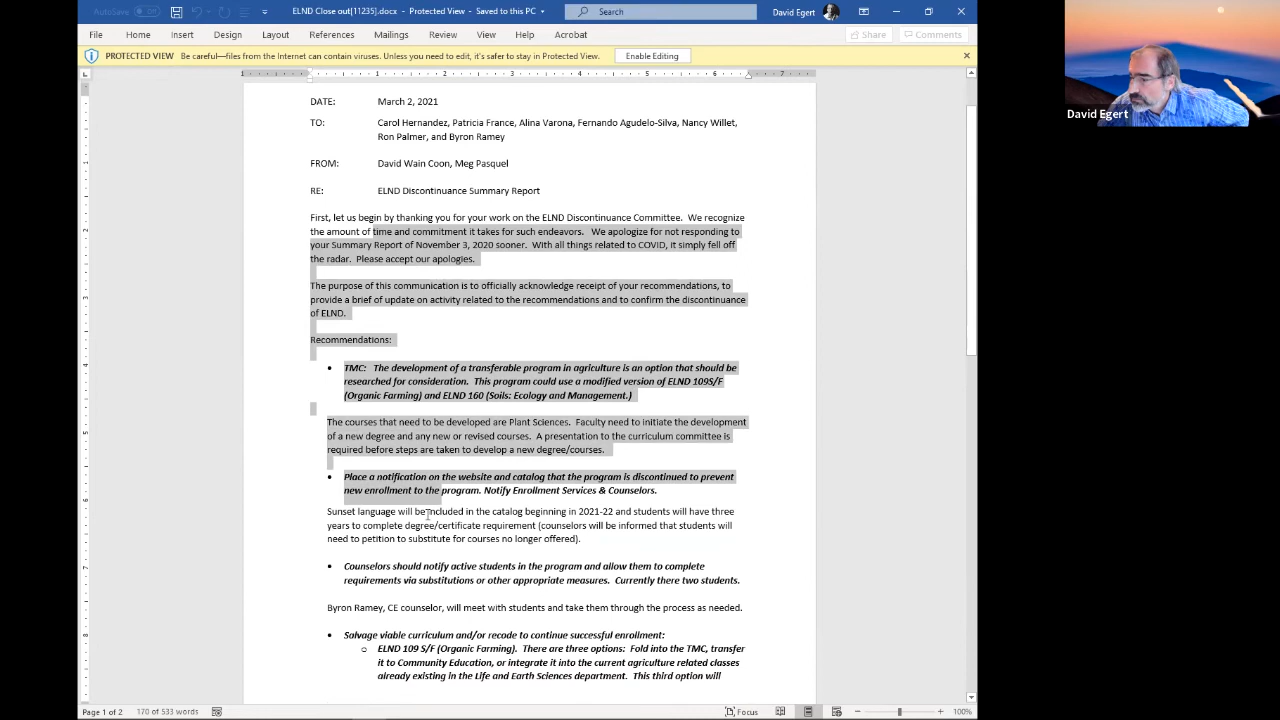 AutoSave Off ELND Close out[11235].docx - Protected View - Saved to this PC Search David Egert
File Home Insert Design Layout References Mailings Review View Help Acrobat Share Comments
PROTECTED VIEW Be careful—files from the Internet can contain viruses. Unless you need to edit, it's safer to stay in Protected View. Enable Editing
1 1 2 3 4 5 6 7
DATE: March 2, 2021
TO: Carol Hernandez, Patricia France, Alina Varona, Fernando Agudelo-Silva, Nancy Willet,
Ron Palmer, and Byron Ramey
FROM: David Wain Coon, Meg Pasquel
RE: ELND Discontinuance Summary Report
First, let us begin by thanking you for your work on the ELND Discontinuance Committee. We recognize
the amount of time and commitment it takes for such endeavors. We apologize for not responding to
your Summary Report of November 3, 2020 sooner. With all things related to COVID, it simply fell off
the radar. Please accept our apologies.
The purpose of this communication is to officially acknowledge receipt of your recommendations, to
provide a brief of update on activity related to the recommendations and to confirm the discontinuance
of ELND.
Recommendations:
• TMC: The development of a transferable program in agriculture is an option that should be
researched for consideration. This program could use a modified version of ELND 109S/F
(Organic Farming) and ELND 160 (Soils: Ecology and Management.)
The courses that need to be developed are Plant Sciences. Faculty need to initiate the development
of a new degree and any new or revised courses. A presentation to the curriculum committee is
required before steps are taken to develop a new degree/courses.
• Place a notification on the website and catalog that the program is discontinued to prevent
new enrollment to the program. Notify Enrollment Services & Counselors.
Sunset language will be included in the catalog beginning in 2021-22 and students will have three
years to complete degree/certificate requirement (counselors will be informed that students will
need to petition to substitute for courses no longer offered).
• Counselors should notify active students in the program and allow them to complete
requirements via substitutions or other appropriate measures. Currently there two students.
Byron Ramey, CE counselor, will meet with students and take them through the process as needed.
• Salvage viable curriculum and/or recode to continue successful enrollment:
o ELND 109 S/F (Organic Farming). There are three options: Fold into the TMC, transfer
it to Community Education, or integrate it into the current agriculture related classes
already existing in the Life and Earth Sciences department. This third option will
Page 1 of 2 170 of 533 words Focus 100%
David Egert